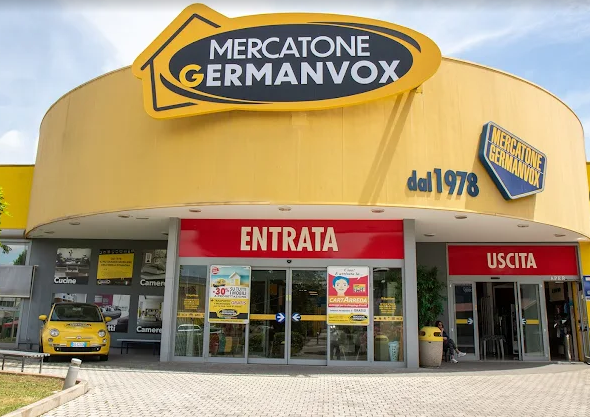 MERCATONE
GERMANVOX
MERCATONE
GERMANVOX
dal 1978
ENTRATA
USCITA
Cucine
Camere
-30%
CARTARREDA
Camere